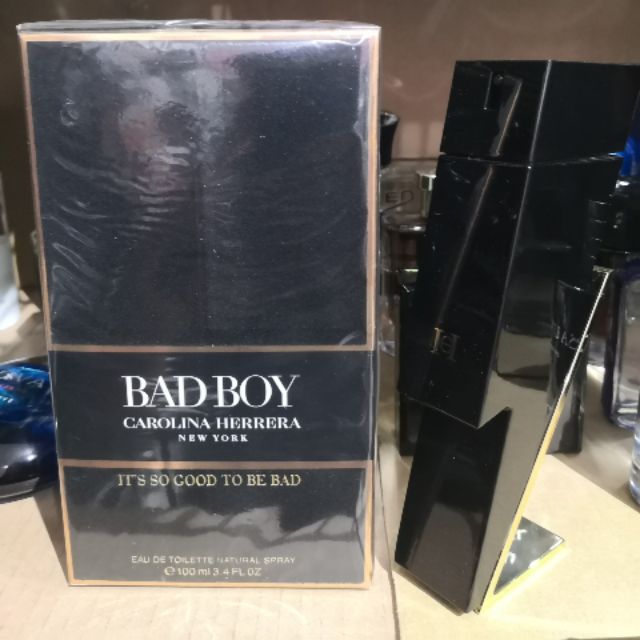 BAD BOY
CAROLINA HERRERA
NEW YORK
IT'S SO GOOD TO BE BAD
EAU DE TOILETTE NATURAL SPRAY
℮ 100 ml 3.4 FL OZ